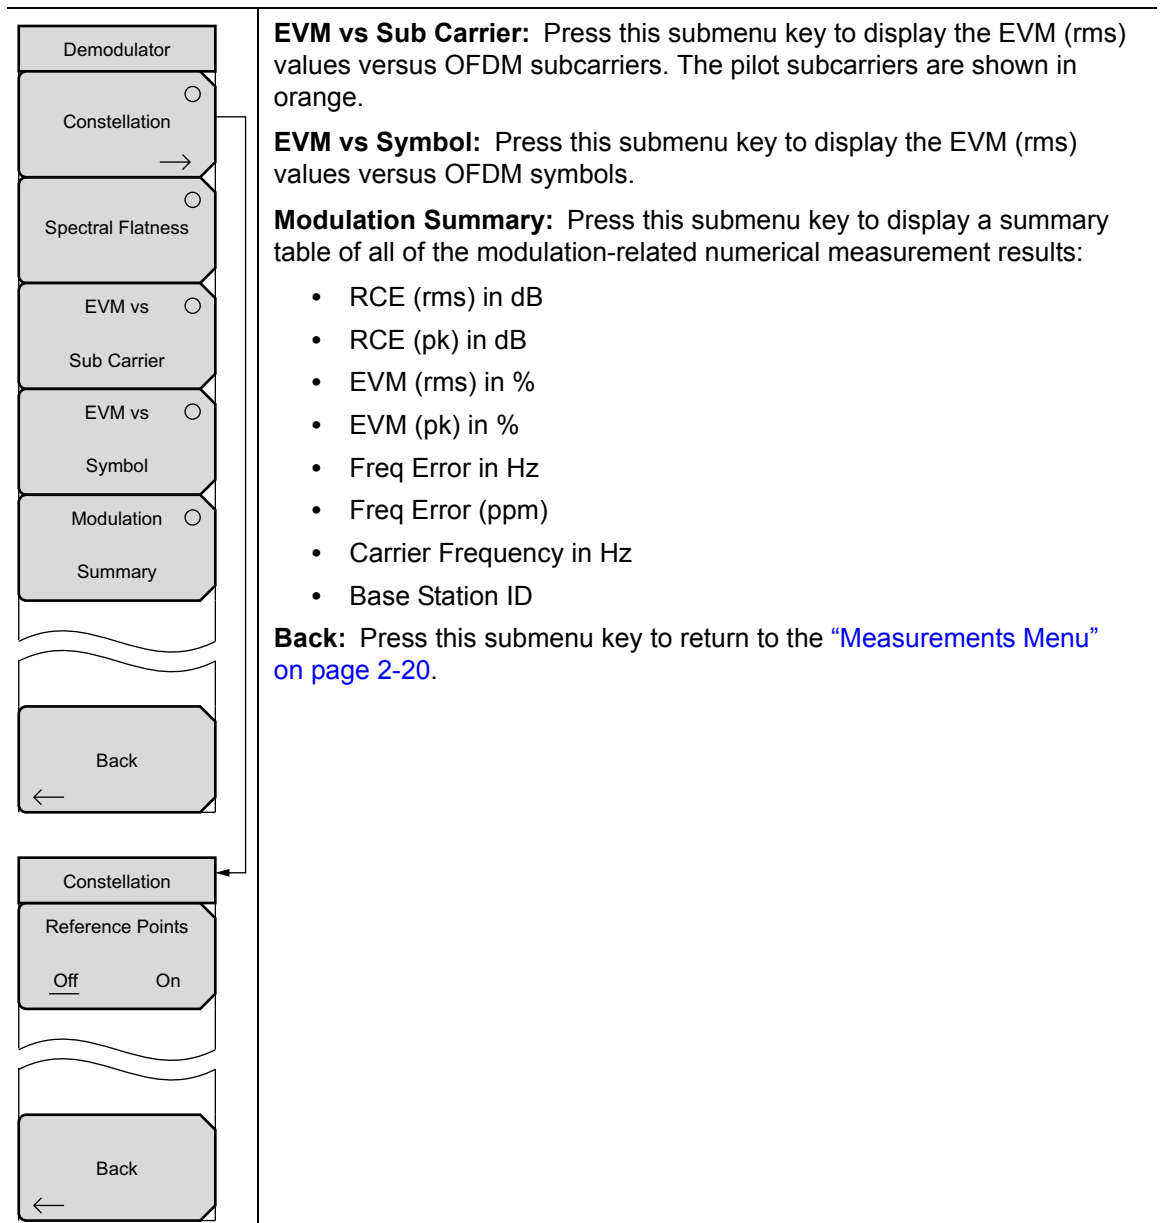 Demodulator
Constellation
Spectral Flatness
EVM vs
Sub Carrier
EVM vs
Symbol
Modulation
Summary
Back
Constellation
Reference Points
Off On
Back
EVM vs Sub Carrier: Press this submenu key to display the EVM (rms)
values versus OFDM subcarriers. The pilot subcarriers are shown in
orange.
EVM vs Symbol: Press this submenu key to display the EVM (rms)
values versus OFDM symbols.
Modulation Summary: Press this submenu key to display a summary
table of all of the modulation-related numerical measurement results:
• RCE (rms) in dB
• RCE (pk) in dB
• EVM (rms) in %
• EVM (pk) in %
• Freq Error in Hz
• Freq Error (ppm)
• Carrier Frequency in Hz
• Base Station ID
Back: Press this submenu key to return to the “Measurements Menu”
on page 2-20.